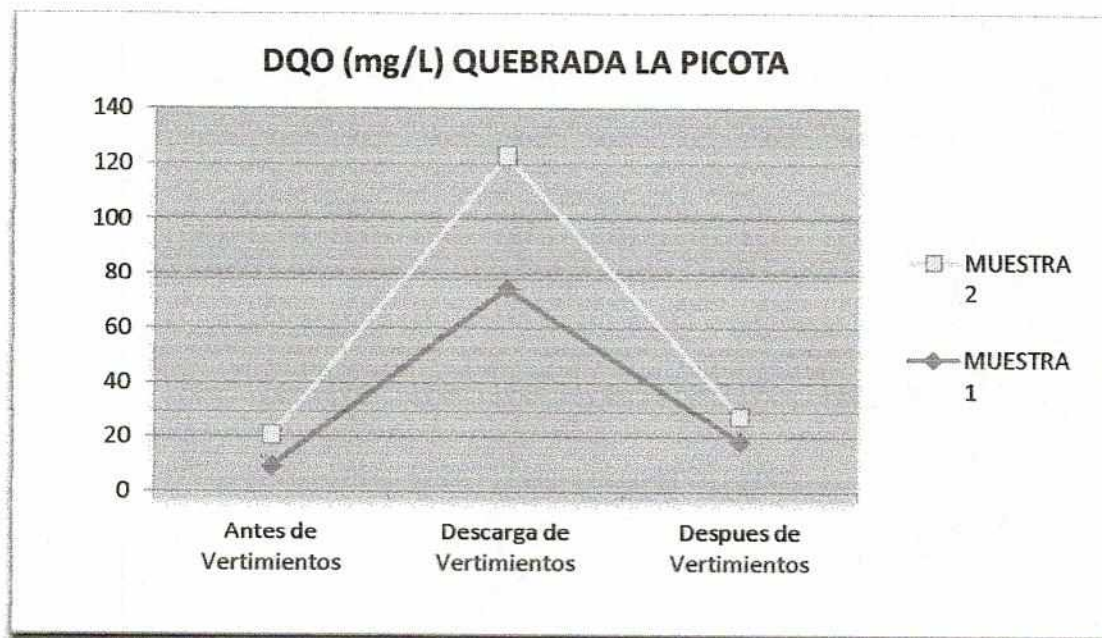 DQO (mg/L) QUEBRADA LA PICOTA
140
120
100
80
60
40
20
0
Antes de
Vertimientos
Descarga de
Vertimientos
Despues de
Vertimientos
MUESTRA
2
MUESTRA
1